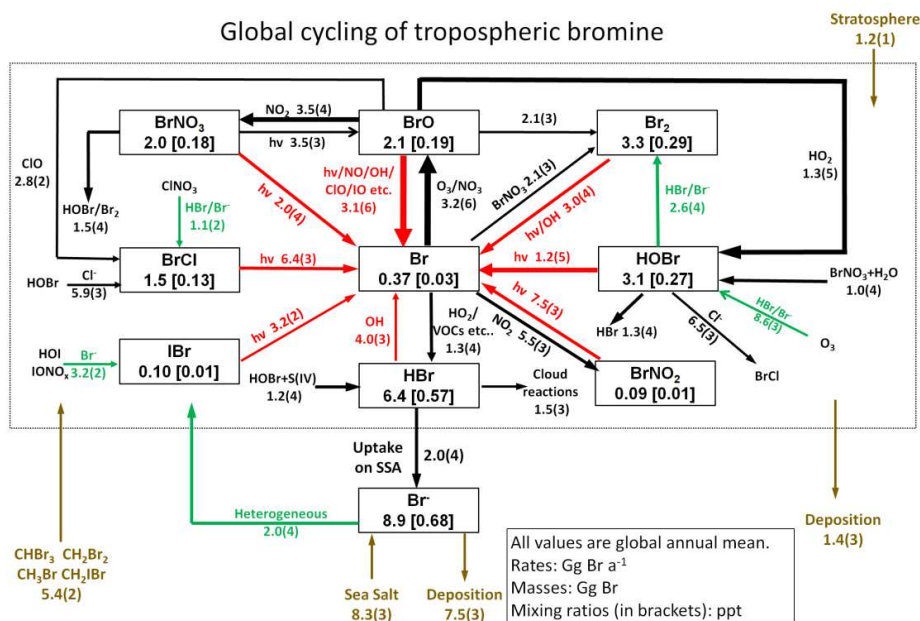 Global cycling of tropospheric bromine
Stratosphere
1.2(1)
BrNO₃
2.0 [0.18]
NO₂ 3.5(4)
hv 3.5(3)
BrO
2.1 [0.19]
2.1(3)
Br₂
3.3 [0.29]
HO₂
1.3(5)
ClO
2.8(2)
HOBr/Br₂
1.5(4)
ClNO₃
HBr/Br⁻
1.1(2)
hv 2.0(4)
hv/NO/OH/
ClO/IO etc.
3.1(6)
O₃/NO₃
3.2(6)
BrNO₃ 2.1(3)
hv/OH 3.0(4)
HBr/Br⁻
2.6(4)
BrCl
1.5 [0.13]
hv 6.4(3)
Br
0.37 [0.03]
hv 1.2(5)
HOBr
3.1 [0.27]
HOBr
Cl⁻
5.9(3)
BrNO₃+H₂O
1.0(4)
HBr/Br⁻
8.6(3)
O₃
hv 3.2(2)
OH
4.0(3)
HO₂/
VOCs etc..
1.3(4)
hv 7.5(3)
NO₂ 5.5(3)
HBr 1.3(4)
Cl⁻
6.5(3)
BrCl
HOI
IONOₓ
Br⁻
3.2(2)
IBr
0.10 [0.01]
HOBr+S(IV)
1.2(4)
HBr
6.4 [0.57]
Cloud
reactions
1.5(3)
BrNO₂
0.09 [0.01]
Uptake
on SSA
2.0(4)
Br⁻
8.9 [0.68]
Heterogeneous
2.0(4)
CHBr₃ CH₂Br₂
CH₃Br CH₂IBr
5.4(2)
Sea Salt
8.3(3)
Deposition
7.5(3)
Deposition
1.4(3)
All values are global annual mean.
Rates: Gg Br a⁻¹
Masses: Gg Br
Mixing ratios (in brackets): ppt